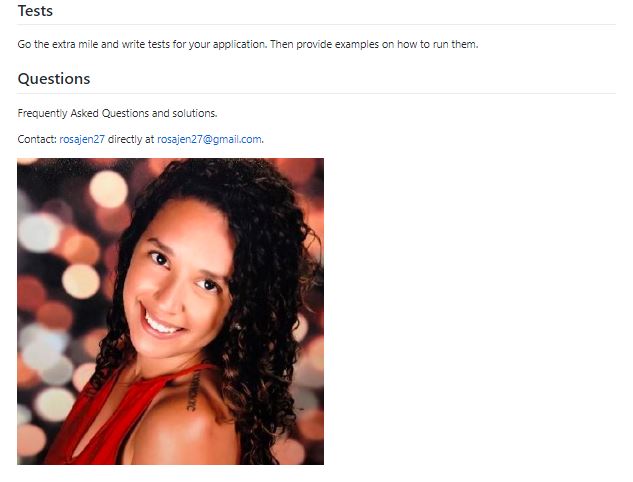 Tests
Go the extra mile and write tests for your application. Then provide examples on how to run them.
Questions
Frequently Asked Questions and solutions.
Contact: rosajen27 directly at rosajen27@gmail.com.